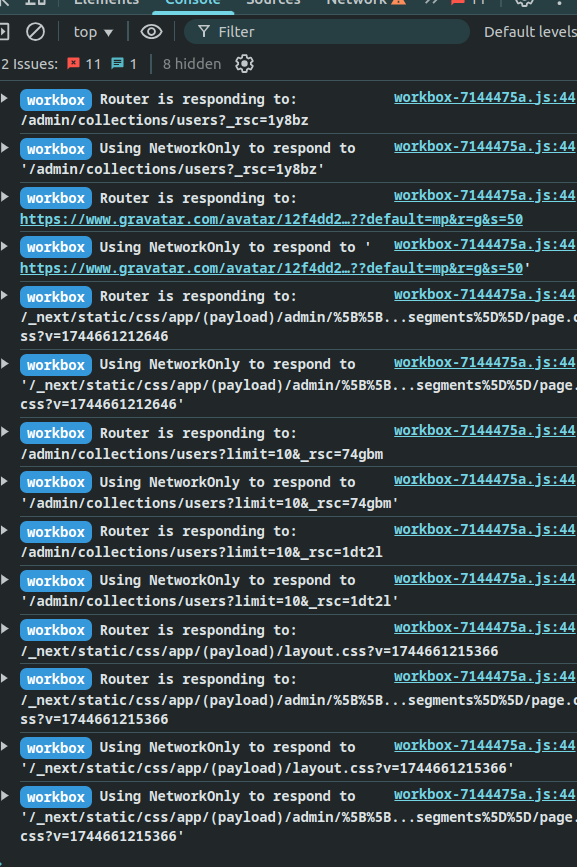 Elements Console Sources Network 11
top ▼ Filter Default levels
2 Issues: 11 1 8 hidden
workbox Router is responding to: workbox-7144475a.js:44
/admin/collections/users?_rsc=1y8bz
workbox Using NetworkOnly to respond to workbox-7144475a.js:44
'/admin/collections/users?_rsc=1y8bz'
workbox Router is responding to: workbox-7144475a.js:44
https://www.gravatar.com/avatar/12f4dd2…??default=mp&r=g&s=50
workbox Using NetworkOnly to respond to ' workbox-7144475a.js:44
https://www.gravatar.com/avatar/12f4dd2…??default=mp&r=g&s=50'
workbox Router is responding to: workbox-7144475a.js:44
/_next/static/css/app/(payload)/admin/%5B%5B...segments%5D%5D/page.c
ss?v=1744661212646
workbox Using NetworkOnly to respond to workbox-7144475a.js:44
'/_next/static/css/app/(payload)/admin/%5B%5B...segments%5D%5D/page.
css?v=1744661212646'
workbox Router is responding to: workbox-7144475a.js:44
/admin/collections/users?limit=10&_rsc=74gbm
workbox Using NetworkOnly to respond to workbox-7144475a.js:44
'/admin/collections/users?limit=10&_rsc=74gbm'
workbox Router is responding to: workbox-7144475a.js:44
/admin/collections/users?limit=10&_rsc=1dt2l
workbox Using NetworkOnly to respond to workbox-7144475a.js:44
'/admin/collections/users?limit=10&_rsc=1dt2l'
workbox Router is responding to: workbox-7144475a.js:44
/_next/static/css/app/(payload)/layout.css?v=1744661215366
workbox Router is responding to: workbox-7144475a.js:44
/_next/static/css/app/(payload)/admin/%5B%5B...segments%5D%5D/page.c
ss?v=1744661215366
workbox Using NetworkOnly to respond to workbox-7144475a.js:44
'/_next/static/css/app/(payload)/layout.css?v=1744661215366'
workbox Using NetworkOnly to respond to workbox-7144475a.js:44
'/_next/static/css/app/(payload)/admin/%5B%5B...segments%5D%5D/page.
css?v=1744661215366'